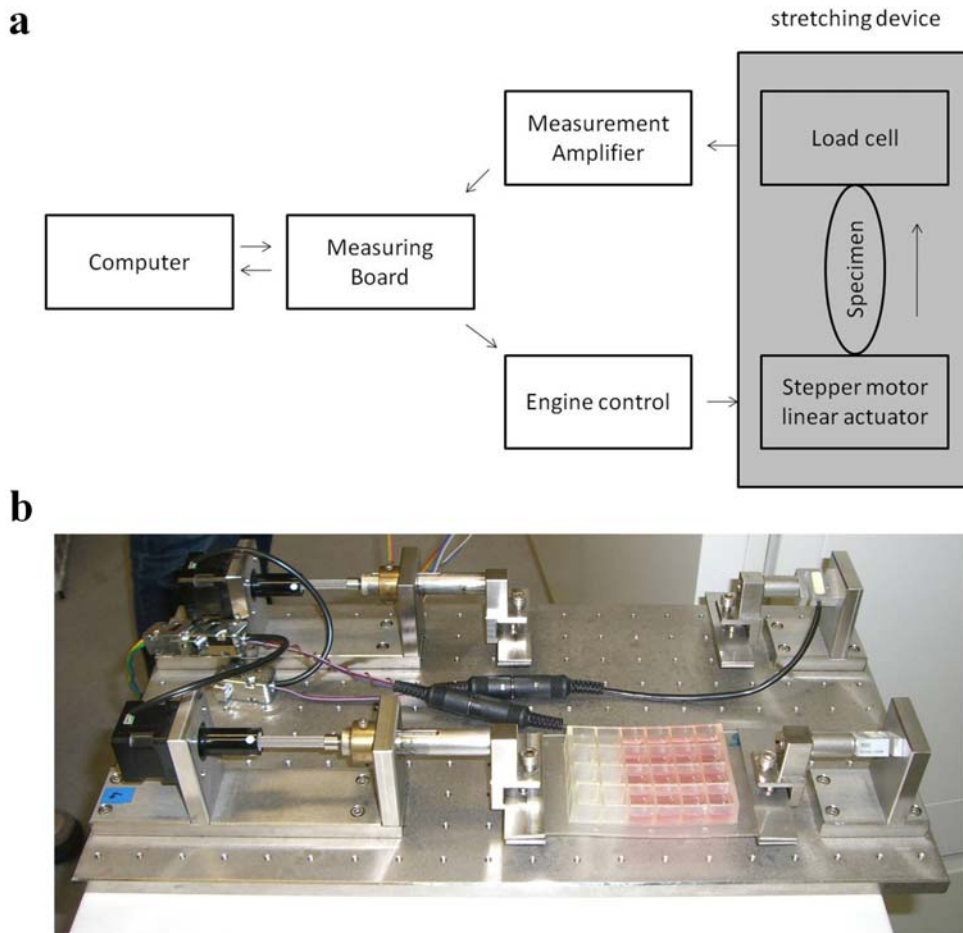 a
stretching device
Measurement
Amplifier
Load cell
Computer
Measuring
Board
Specimen
Engine control
Stepper motor
linear actuator
b